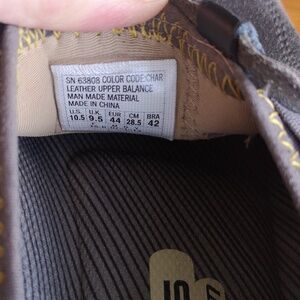 SN 63808 COLOR CODE:CHAR
LEATHER UPPER BALANCE
MAN MADE MATERIAL
MADE IN CHINA
U.S. U.K. EUR CM BRA
10.5 9.5 44 28.5 42